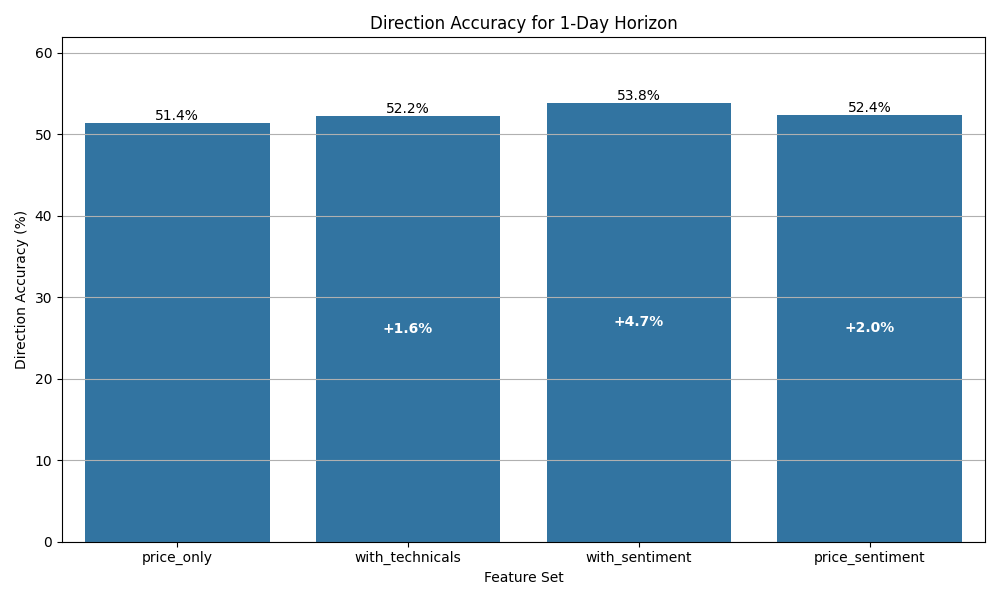 Direction Accuracy for 1-Day Horizon
Direction Accuracy (%)
60
50
40
30
20
10
0
51.4%
52.2%
53.8%
52.4%
+1.6%
+4.7%
+2.0%
price_only
with_technicals
with_sentiment
price_sentiment
Feature Set